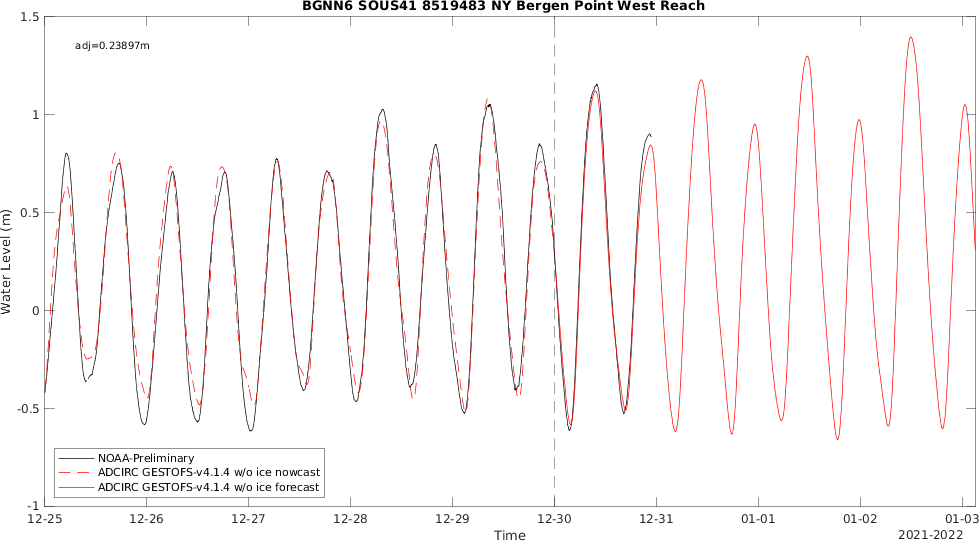 BGNN6 SOUS41 8519483 NY Bergen Point West Reach
adj=0.23897m
Water Level (m)
1.5
1
0.5
0
-0.5
-1
NOAA-Preliminary
ADCIRC GESTOFS-v4.1.4 w/o ice nowcast
ADCIRC GESTOFS-v4.1.4 w/o ice forecast
12-25 12-26 12-27 12-28 12-29 12-30 12-31 01-01 01-02 01-03
Time
2021-2022